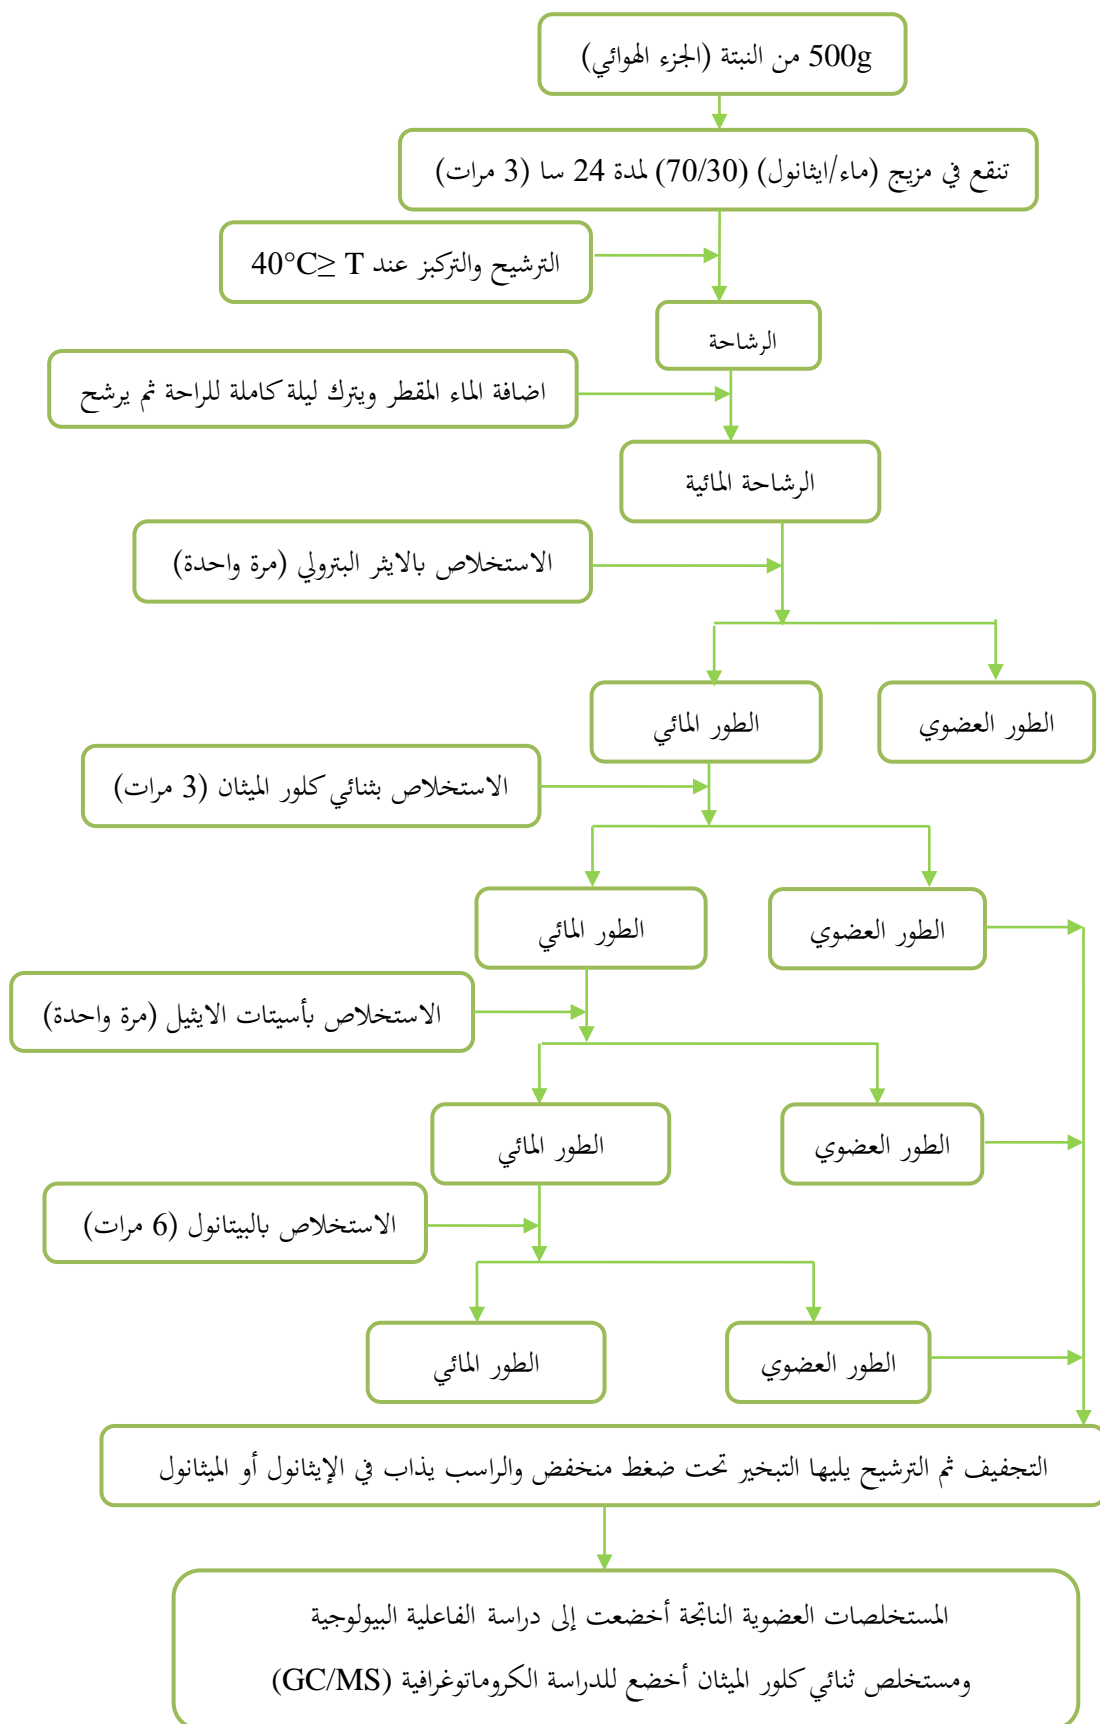 500g من النبتة (الجزء الهوائي)
تنقع في مزيج (ماء/ايثانول) (70/30) لمدة 24 سا (3 مرات)
الترشيح والتركبز عند 40°C≥ T
الرشاحة
اضافة الماء المقطر ويترك ليلة كاملة للراحة ثم يرشح
الرشاحة المائية
الاستخلاص بالايثر البترولي (مرة واحدة)
الطور العضوي
الطور المائي
الاستخلاص بثنائي كلور الميثان (3 مرات)
الطور العضوي
الطور المائي
الاستخلاص بأسيتات الايثيل (مرة واحدة)
الطور العضوي
الطور المائي
الاستخلاص بالبيتانول (6 مرات)
الطور العضوي
الطور المائي
التجفيف ثم الترشيح يليها التبخير تحت ضغط منخفض والراسب يذاب في الإيثانول أو الميثانول
المستخلصات العضوية الناتجة أخضعت إلى دراسة الفاعلية البيولوجية
ومستخلص ثنائي كلور الميثان أخضع للدراسة الكروماتوغرافية (GC/MS)